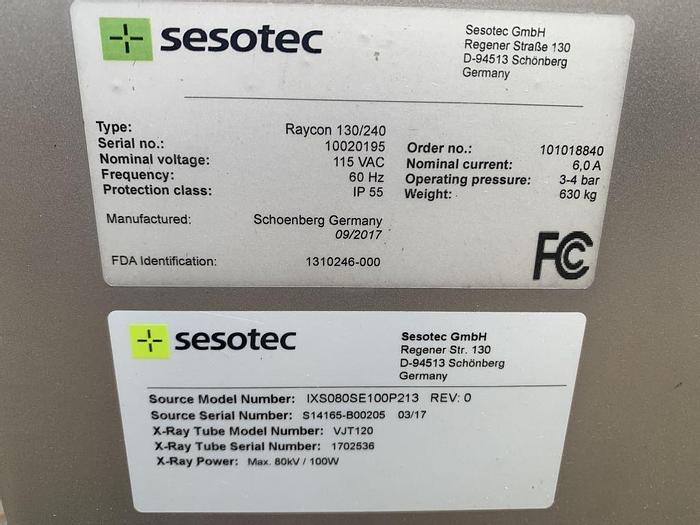 sesotec
Sesotec GmbH
Regener Straße 130
D-94513 Schönberg
Germany
Type: Raycon 130/240
Serial no.: 10020195 Order no.: 101018840
Nominal voltage: 115 VAC Nominal current: 6,0 A
Frequency: 60 Hz Operating pressure: 3-4 bar
Protection class: IP 55 Weight: 630 kg
Manufactured: Schoenberg Germany
09/2017
FDA Identification: 1310246-000
FC
sesotec
Sesotec GmbH
Regener Str. 130
D-94513 Schönberg
Germany
Source Model Number: IXS080SE100P213 REV: 0
Source Serial Number: S14165-B00205 03/17
X-Ray Tube Model Number: VJT120
X-Ray Tube Serial Number: 1702536
X-Ray Power: Max. 80kV / 100W